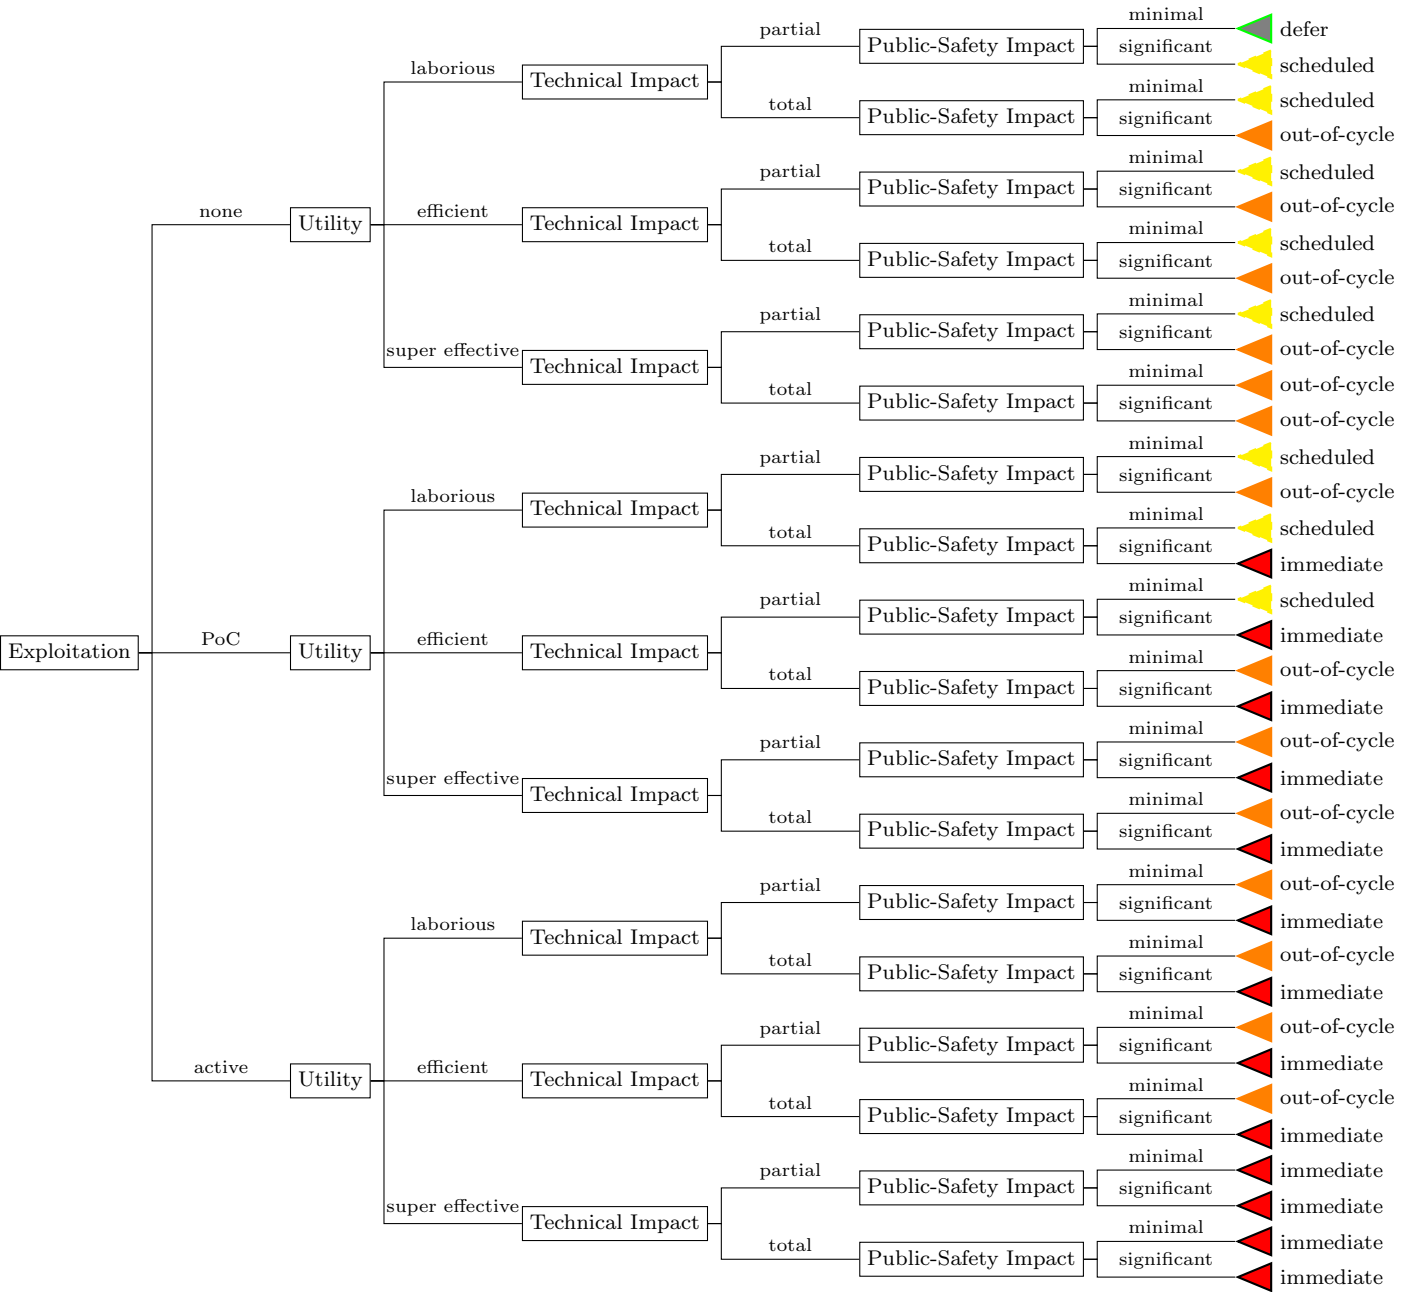 minimal
defer
partial
Public-Safety Impact
significant
laborious
scheduled
Technical Impact
minimal
total
scheduled
Public-Safety Impact
significant
out-of-cycle
minimal
partial
scheduled
Public-Safety Impact
significant
none
efficient
out-of-cycle
Utility
Technical Impact
minimal
total
scheduled
Public-Safety Impact
significant
out-of-cycle
minimal
partial
scheduled
Public-Safety Impact
significant
super effective
out-of-cycle
Technical Impact
minimal
total
out-of-cycle
Public-Safety Impact
significant
out-of-cycle
minimal
partial
scheduled
Public-Safety Impact
significant
laborious
out-of-cycle
Technical Impact
minimal
total
scheduled
Public-Safety Impact
significant
immediate
minimal
partial
scheduled
Public-Safety Impact
significant
PoC
efficient
immediate
Exploitation
Utility
Technical Impact
minimal
total
out-of-cycle
Public-Safety Impact
significant
immediate
minimal
partial
out-of-cycle
Public-Safety Impact
significant
super effective
immediate
Technical Impact
minimal
total
out-of-cycle
Public-Safety Impact
significant
immediate
minimal
partial
out-of-cycle
Public-Safety Impact
significant
laborious
immediate
Technical Impact
minimal
total
out-of-cycle
Public-Safety Impact
significant
immediate
minimal
partial
out-of-cycle
Public-Safety Impact
significant
active
efficient
immediate
Utility
Technical Impact
minimal
total
out-of-cycle
Public-Safety Impact
significant
immediate
minimal
partial
immediate
Public-Safety Impact
significant
super effective
immediate
Technical Impact
minimal
total
immediate
Public-Safety Impact
significant
immediate